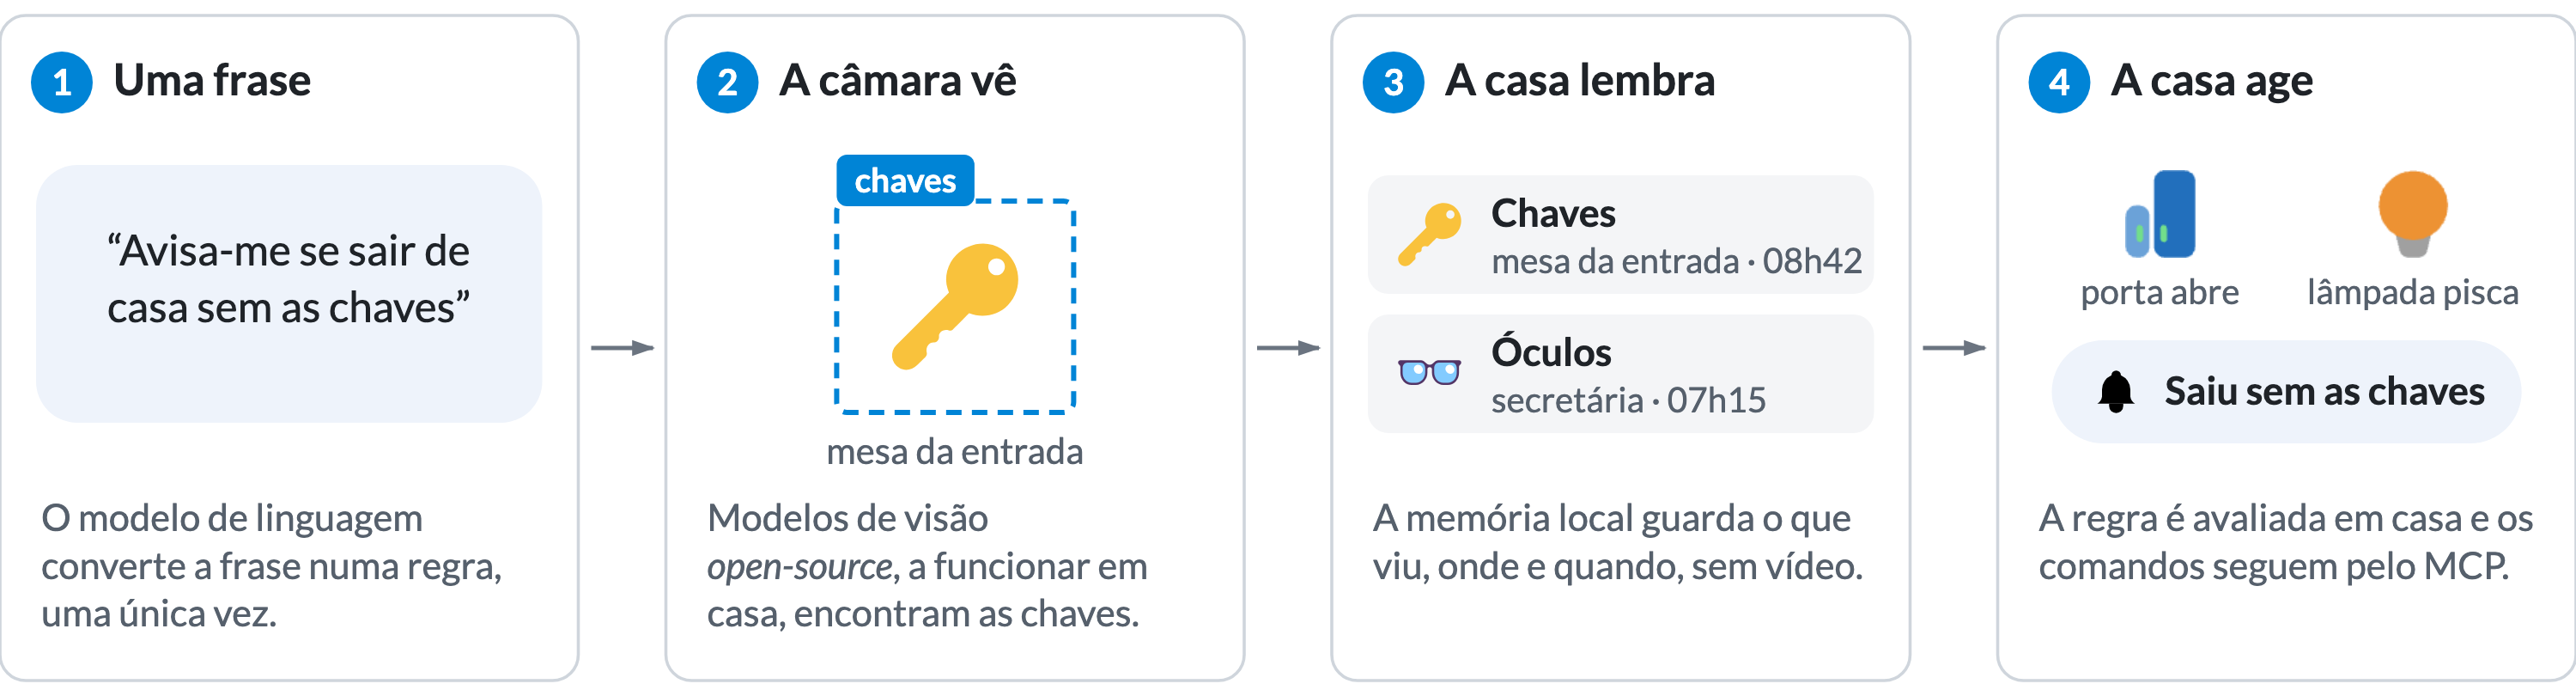 1 Uma frase
“Avisa-me se sair de
casa sem as chaves”
O modelo de linguagem
converte a frase numa regra,
uma única vez.
2 A câmara vê
chaves
mesa da entrada
Modelos de visão
open-source, a funcionar em
casa, encontram as chaves.
3 A casa lembra
Chaves
mesa da entrada · 08h42
Óculos
secretária · 07h15
A memória local guarda o que
viu, onde e quando, sem vídeo.
4 A casa age
porta abre
lâmpada pisca
Saiu sem as chaves
A regra é avaliada em casa e os
comandos seguem pelo MCP.